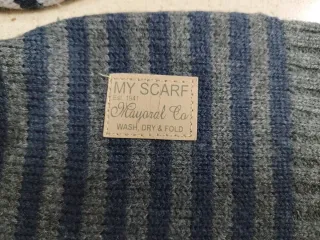 MY SCARF
Est. 1941
Mayoral Co
WASH, DRY & FOLD